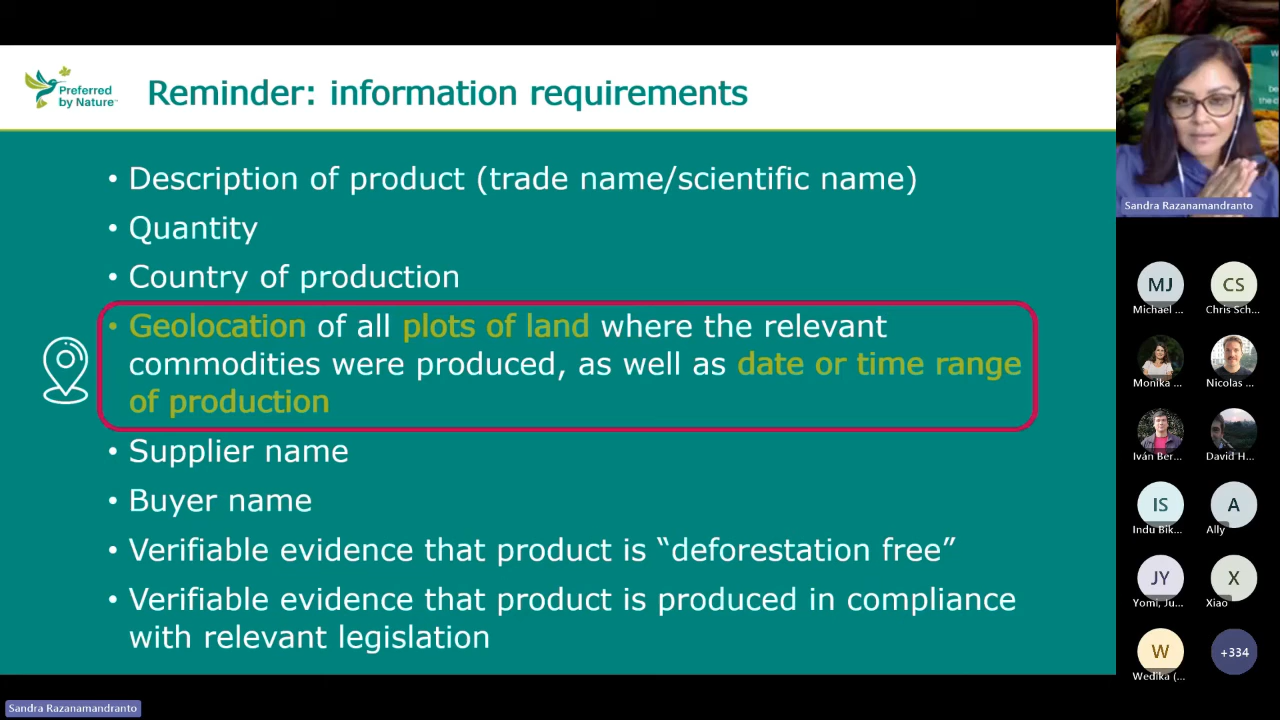 Preferred
by Nature™
Reminder: information requirements
• Description of product (trade name/scientific name)
• Quantity
• Country of production
• Geolocation of all plots of land where the relevant
commodities were produced, as well as date or time range
of production
• Supplier name
• Buyer name
• Verifiable evidence that product is “deforestation free”
• Verifiable evidence that product is produced in compliance
with relevant legislation
Sandra Razanamandranto
MJ
Michael ...
CS
Chris Sch...
Monika ...
Nicolas ...
Iván Ber...
David H...
IS
Indu Bik...
A
Ally
JY
Yomi, Ju...
X
Xiao
W
Wedika (...
+334
Sandra Razanamandranto